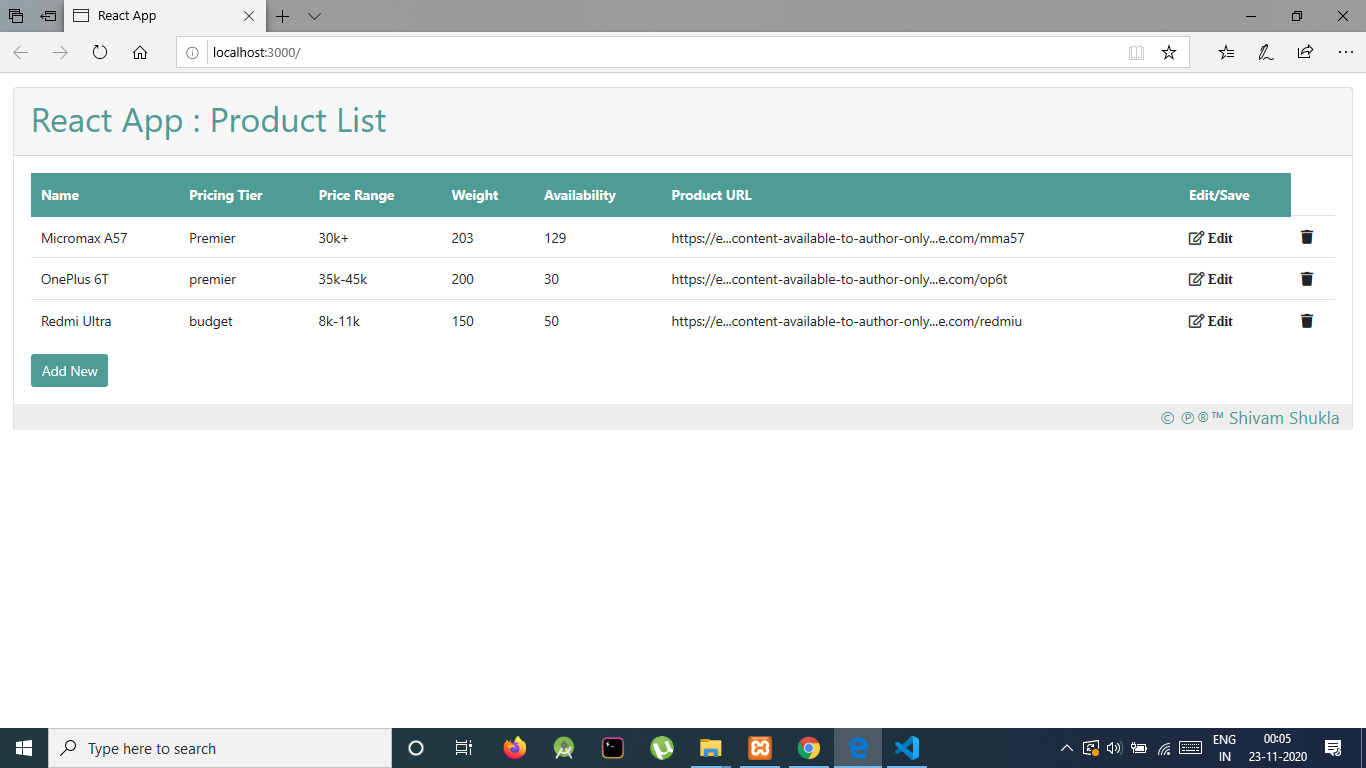 React App
localhost:3000/
React App : Product List
Name Pricing Tier Price Range Weight Availability Product URL Edit/Save
Micromax A57 Premier 30k+ 203 129 https://e...content-available-to-author-only...e.com/mma57 Edit
OnePlus 6T premier 35k-45k 200 30 https://e...content-available-to-author-only...e.com/op6t Edit
Redmi Ultra budget 8k-11k 150 50 https://e...content-available-to-author-only...e.com/redmiu Edit
Add New
© ℗®™ Shivam Shukla
Type here to search
ENG
IN
00:05
23-11-2020